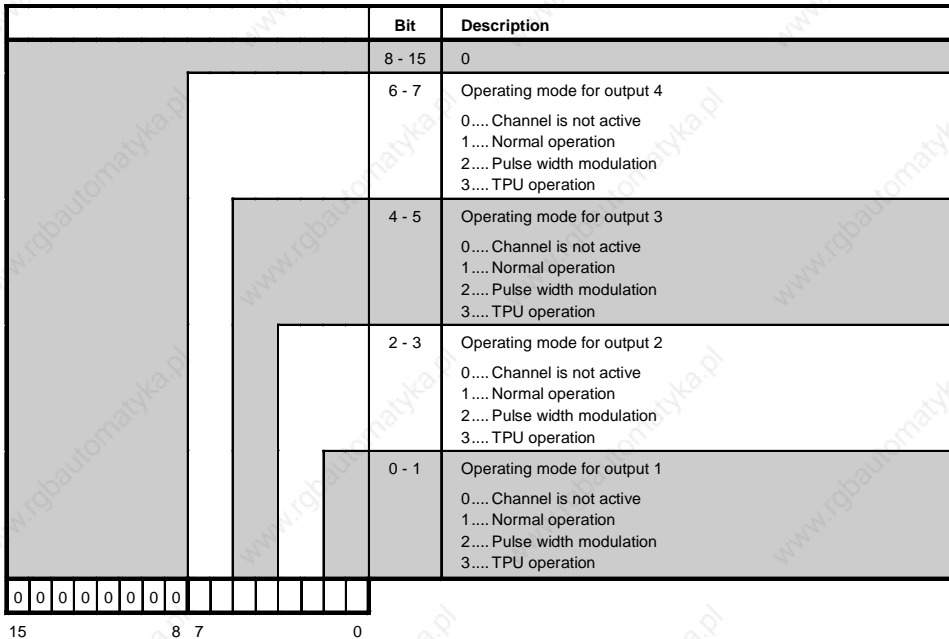 Bit Description
8 - 15 0
6 - 7 Operating mode for output 4
0.... Channel is not active
1.... Normal operation
2.... Pulse width modulation
3.... TPU operation
4 - 5 Operating mode for output 3
0.... Channel is not active
1.... Normal operation
2.... Pulse width modulation
3.... TPU operation
2 - 3 Operating mode for output 2
0.... Channel is not active
1.... Normal operation
2.... Pulse width modulation
3.... TPU operation
0 - 1 Operating mode for output 1
0.... Channel is not active
1.... Normal operation
2.... Pulse width modulation
3.... TPU operation
0 0 0 0 0 0 0 0
15 8 7 0
www.rgbautomatyka.pl